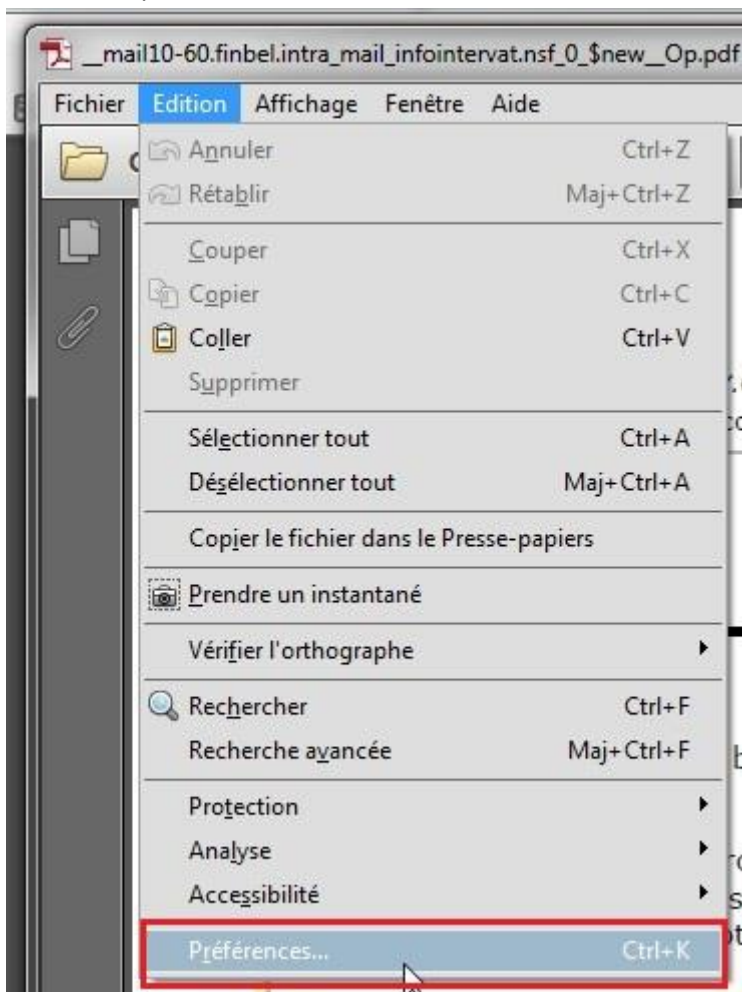 __mail10-60.finbel.intra_mail_infointervat.nsf_0_$new__Op.pdf
Fichier Edition Affichage Fenêtre Aide
Annuler Ctrl+Z
Rétablir Maj+Ctrl+Z
Couper Ctrl+X
Copier Ctrl+C
Coller Ctrl+V
Supprimer
Sélectionner tout Ctrl+A
Désélectionner tout Maj+Ctrl+A
Copier le fichier dans le Presse-papiers
Prendre un instantané
Vérifier l'orthographe
Rechercher Ctrl+F
Recherche avancée Maj+Ctrl+F
Protection
Analyse
Accessibilité
Préférences... Ctrl+K